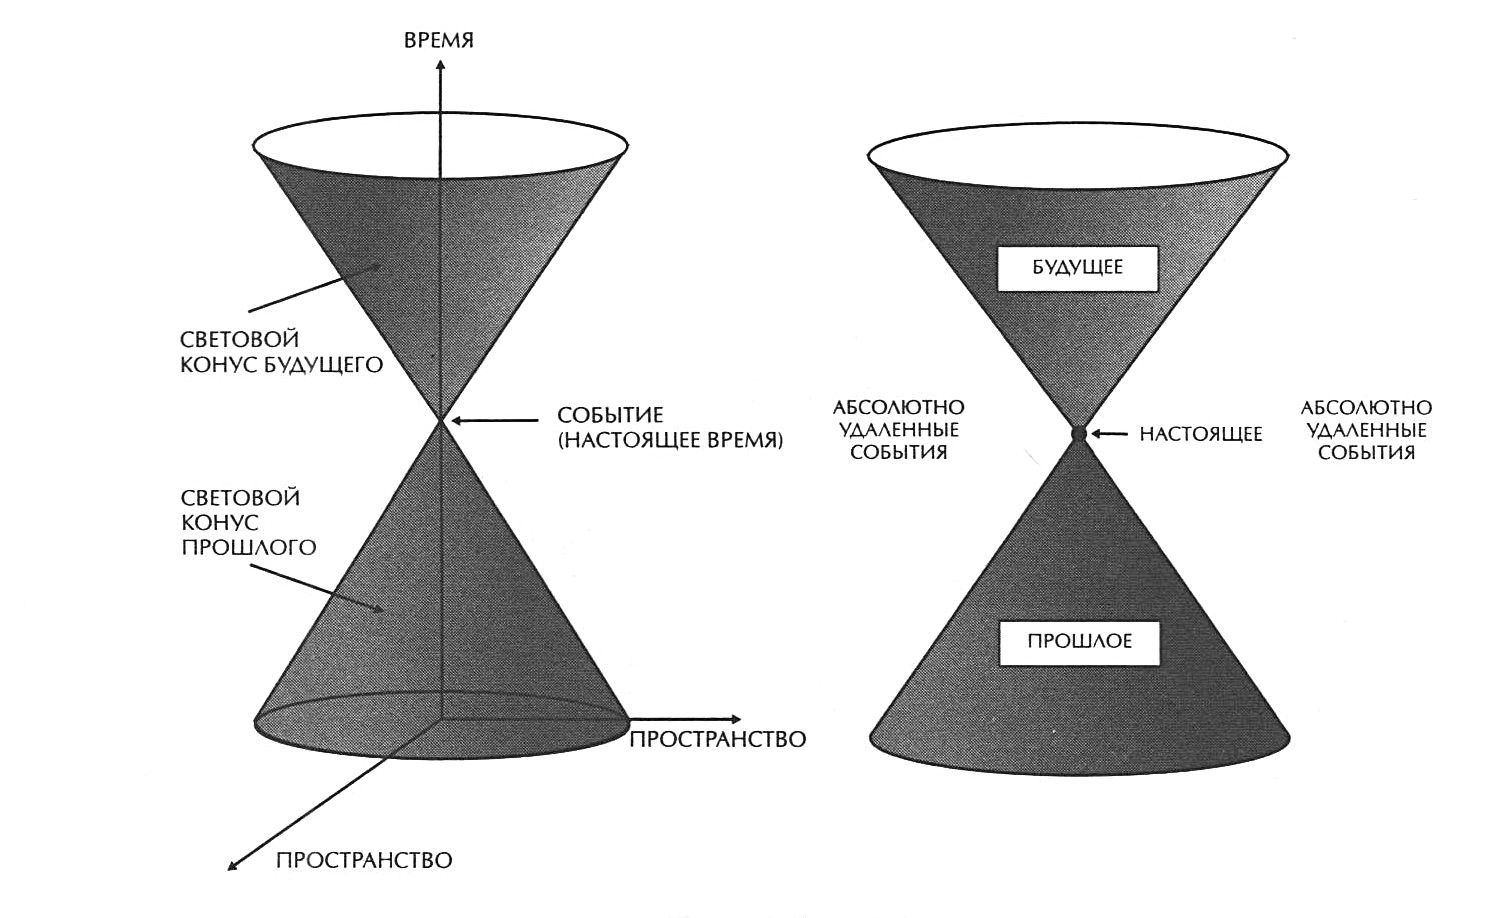 ВРЕМЯ
СВЕТОВОЙ
КОНУС БУДУЩЕГО
СОБЫТИЕ
(НАСТОЯЩЕЕ ВРЕМЯ)
СВЕТОВОЙ
КОНУС
ПРОШЛОГО
ПРОСТРАНСТВО
ПРОСТРАНСТВО
БУДУЩЕЕ
АБСОЛЮТНО
УДАЛЕННЫЕ
СОБЫТИЯ
НАСТОЯЩЕЕ
АБСОЛЮТНО
УДАЛЕННЫЕ
СОБЫТИЯ
ПРОШЛОЕ